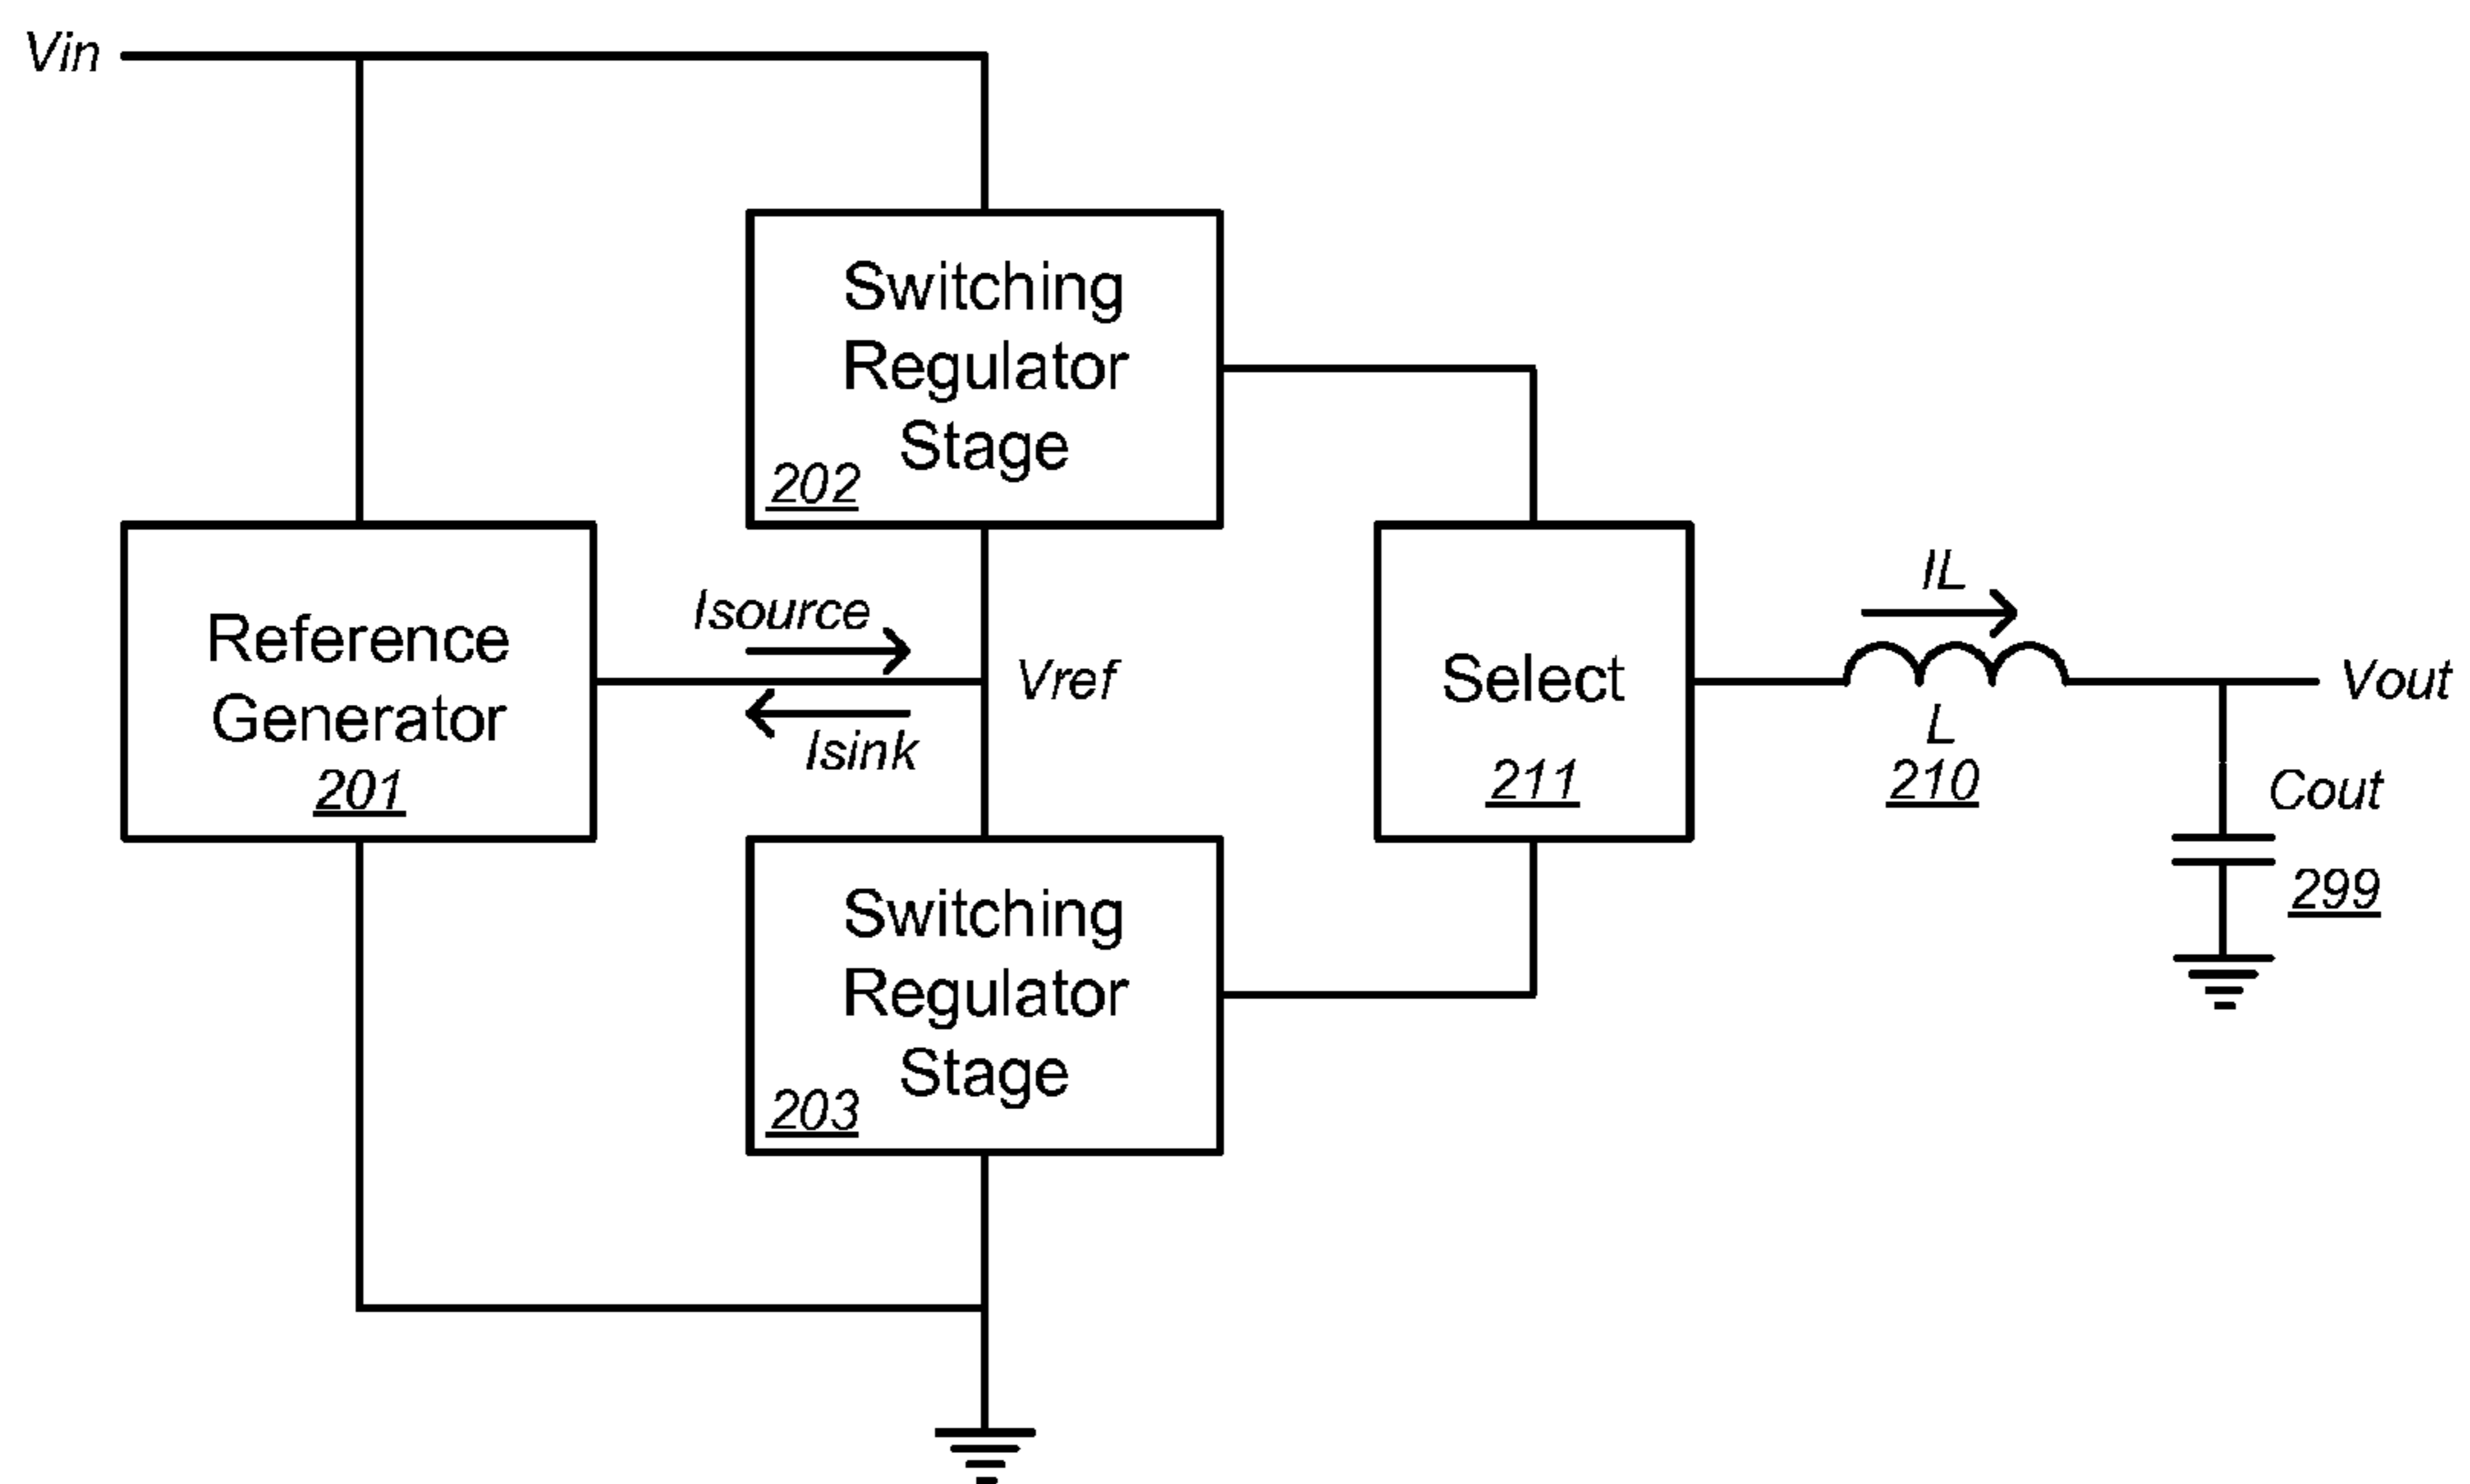 Vin
Switching
Regulator
Stage
202
Reference
Generator
201
Isource
Isink
Vref
Switching
Regulator
Stage
203
Select
211
IL
L
210
Vout
Cout
299